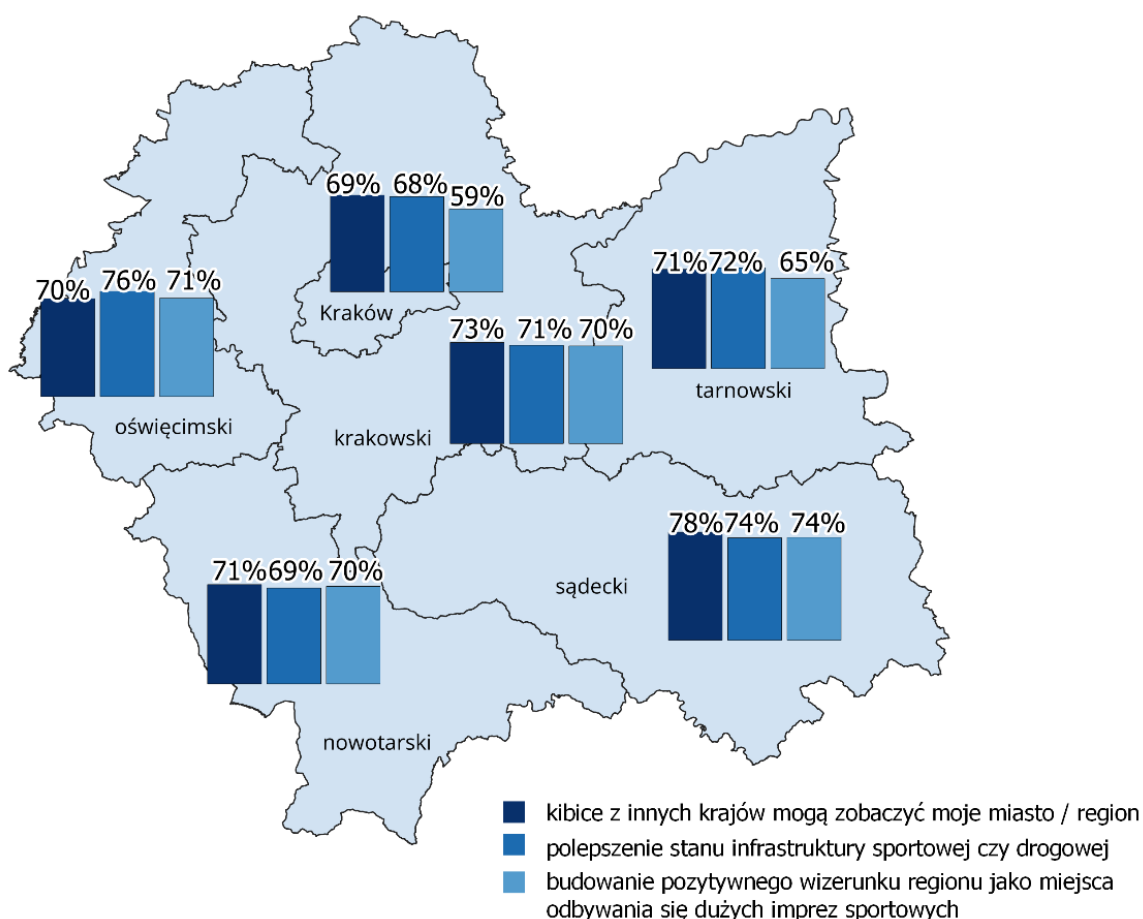 69% 68% 59%
Kraków
70% 76% 71%
oświęcimski
73% 71% 70%
krakowski
71% 72% 65%
tarnowski
78% 74% 74%
sądecki
71% 69% 70%
nowotarski
kibice z innych krajów mogą zobaczyć moje miasto / region
polepszenie stanu infrastruktury sportowej czy drogowej
budowanie pozytywnego wizerunku regionu jako miejsca
odbywania się dużych imprez sportowych